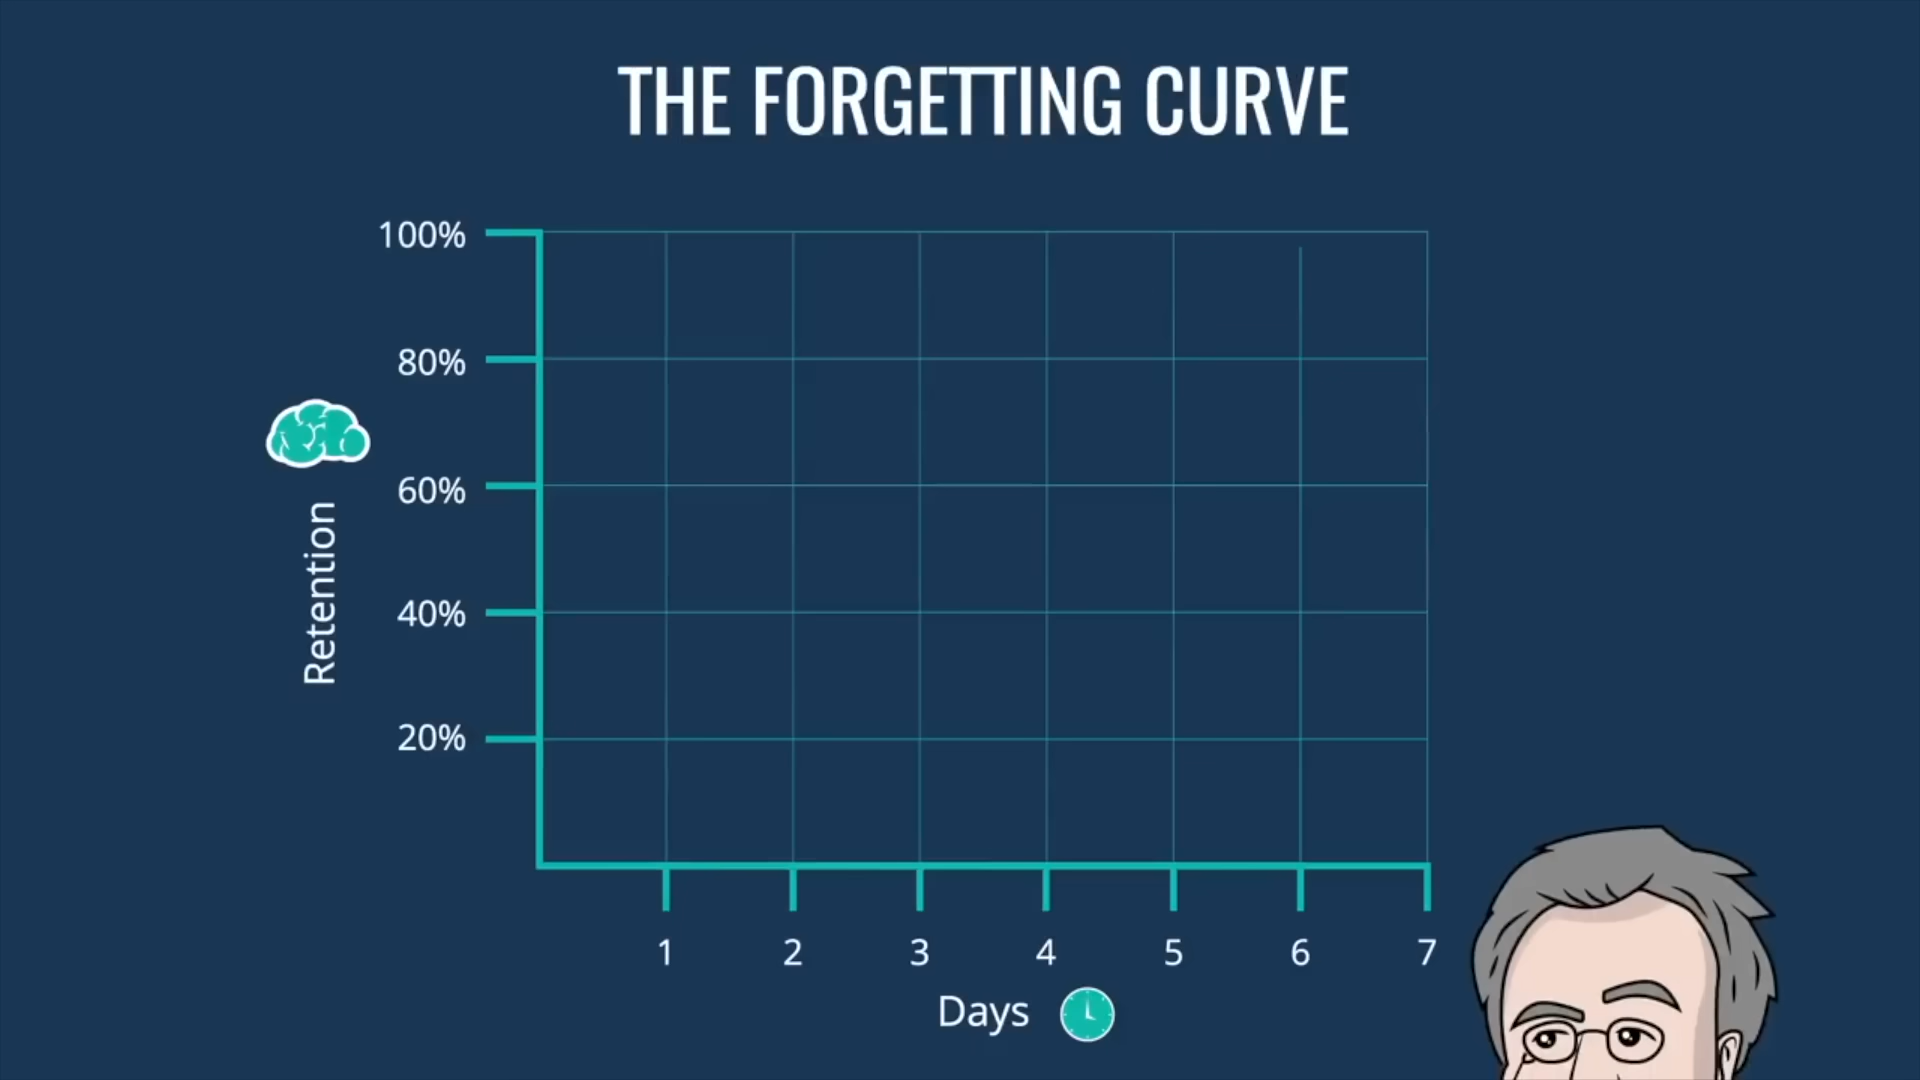 THE FORGETTING CURVE
100%
80%
60%
40%
20%
Retention
1 2 3 4 5 6 7
Days